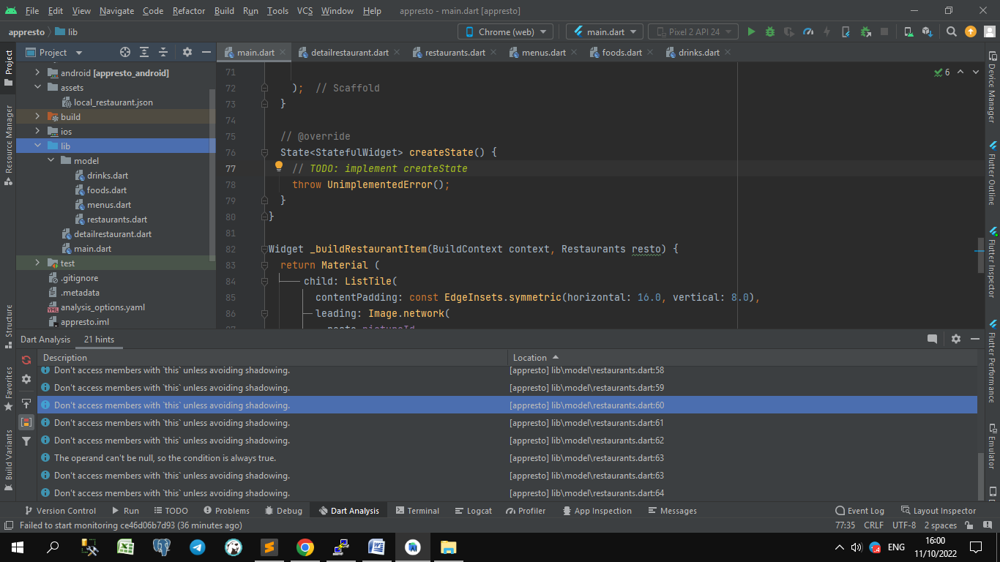 File Edit View Navigate Code Refactor Build Run Tools VCS Window Help appresto - main.dart [appresto]
appresto lib Chrome (web) main.dart Pixel 2 API 24
Project main.dart detailrestaurant.dart restaurants.dart menus.dart foods.dart drinks.dart
Project
Resource Manager
Structure
Favorites
Build Variants
android [appresto_android]
assets
local_restaurant.json
build
ios
lib
model
drinks.dart
foods.dart
menus.dart
restaurants.dart
detailrestaurant.dart
main.dart
test
.gitignore
.metadata
analysis_options.yaml
appresto.iml
6
71
72 ); // Scaffold
73 }
74
75 // @override
76 State<StatefulWidget> createState() {
77 // TODO: implement createState
78 throw UnimplementedError();
79 }
80 }
81
82 Widget _buildRestaurantItem(BuildContext context, Restaurants resto) {
83 return Material (
84 child: ListTile(
85 contentPadding: const EdgeInsets.symmetric(horizontal: 16.0, vertical: 8.0),
86 leading: Image.network(
87 resto.pictureId
Device Manager
Flutter Outline
Flutter Inspector
Flutter Performance
Emulator
Dart Analysis 21 hints
Description Location
Don't access members with `this` unless avoiding shadowing. [appresto] lib\model\restaurants.dart:58
Don't access members with `this` unless avoiding shadowing. [appresto] lib\model\restaurants.dart:59
Don't access members with `this` unless avoiding shadowing. [appresto] lib\model\restaurants.dart:60
Don't access members with `this` unless avoiding shadowing. [appresto] lib\model\restaurants.dart:61
Don't access members with `this` unless avoiding shadowing. [appresto] lib\model\restaurants.dart:62
The operand can't be null, so the condition is always true. [appresto] lib\model\restaurants.dart:63
Don't access members with `this` unless avoiding shadowing. [appresto] lib\model\restaurants.dart:63
Don't access members with `this` unless avoiding shadowing. [appresto] lib\model\restaurants.dart:64
Version Control Run TODO Problems Debug Dart Analysis Terminal Logcat Profiler App Inspection Messages Event Log Layout Inspector
Failed to start monitoring ce46d06b7d93 (36 minutes ago) 77:35 CRLF UTF-8 2 spaces
ENG 16:00
11/10/2022